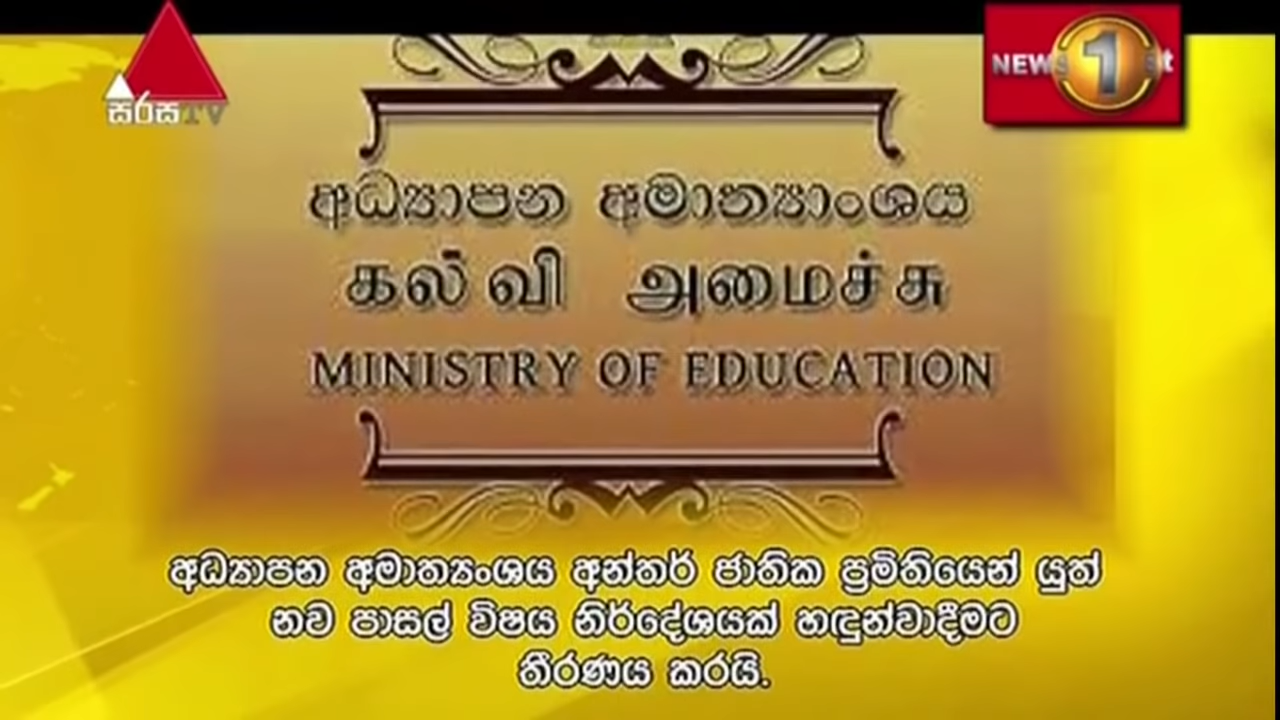 සිරස TV
NEWS 1st
අධ්‍යාපන අමාත්‍යාංශය
கல்வி அமைச்சு
MINISTRY OF EDUCATION
අධ්‍යාපන අමාත්‍යංශය අන්තර් ජාතික ප්‍රමිතියෙන් යුත්
නව පාසල් විෂය නිර්දේශයක් හඳුන්වාදීමට
තීරණය කරයි.